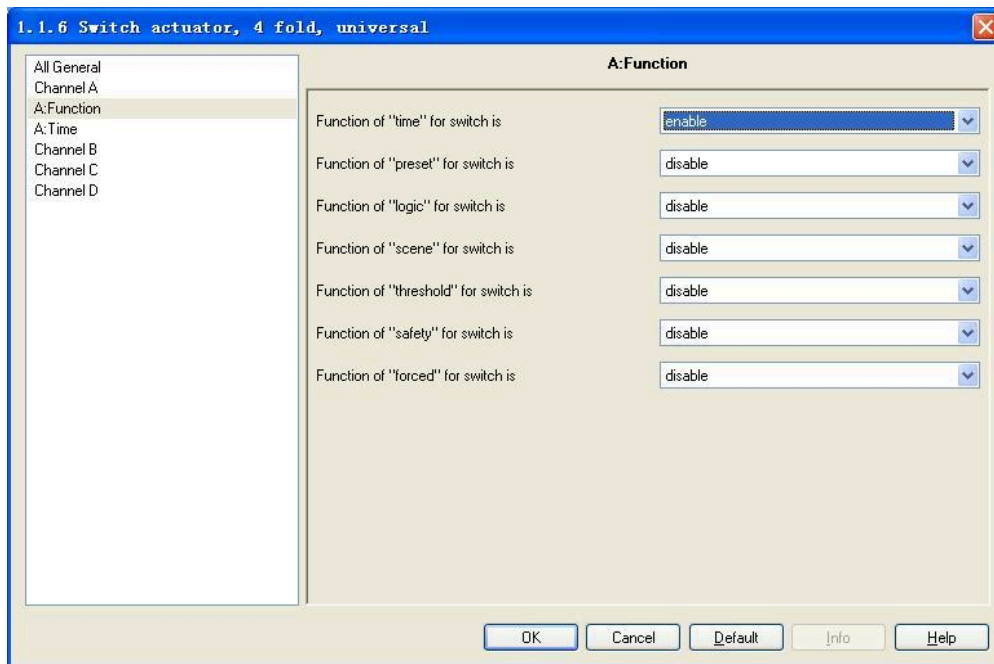 1.1.6 Switch actuator, 4 fold, universal
All General
Channel A
A:Function
A:Time
Channel B
Channel C
Channel D
A:Function
Function of "time" for switch is enable
Function of "preset" for switch is disable
Function of "logic" for switch is disable
Function of "scene" for switch is disable
Function of "threshold" for switch is disable
Function of "safety" for switch is disable
Function of "forced" for switch is disable
OK Cancel Default Info Help